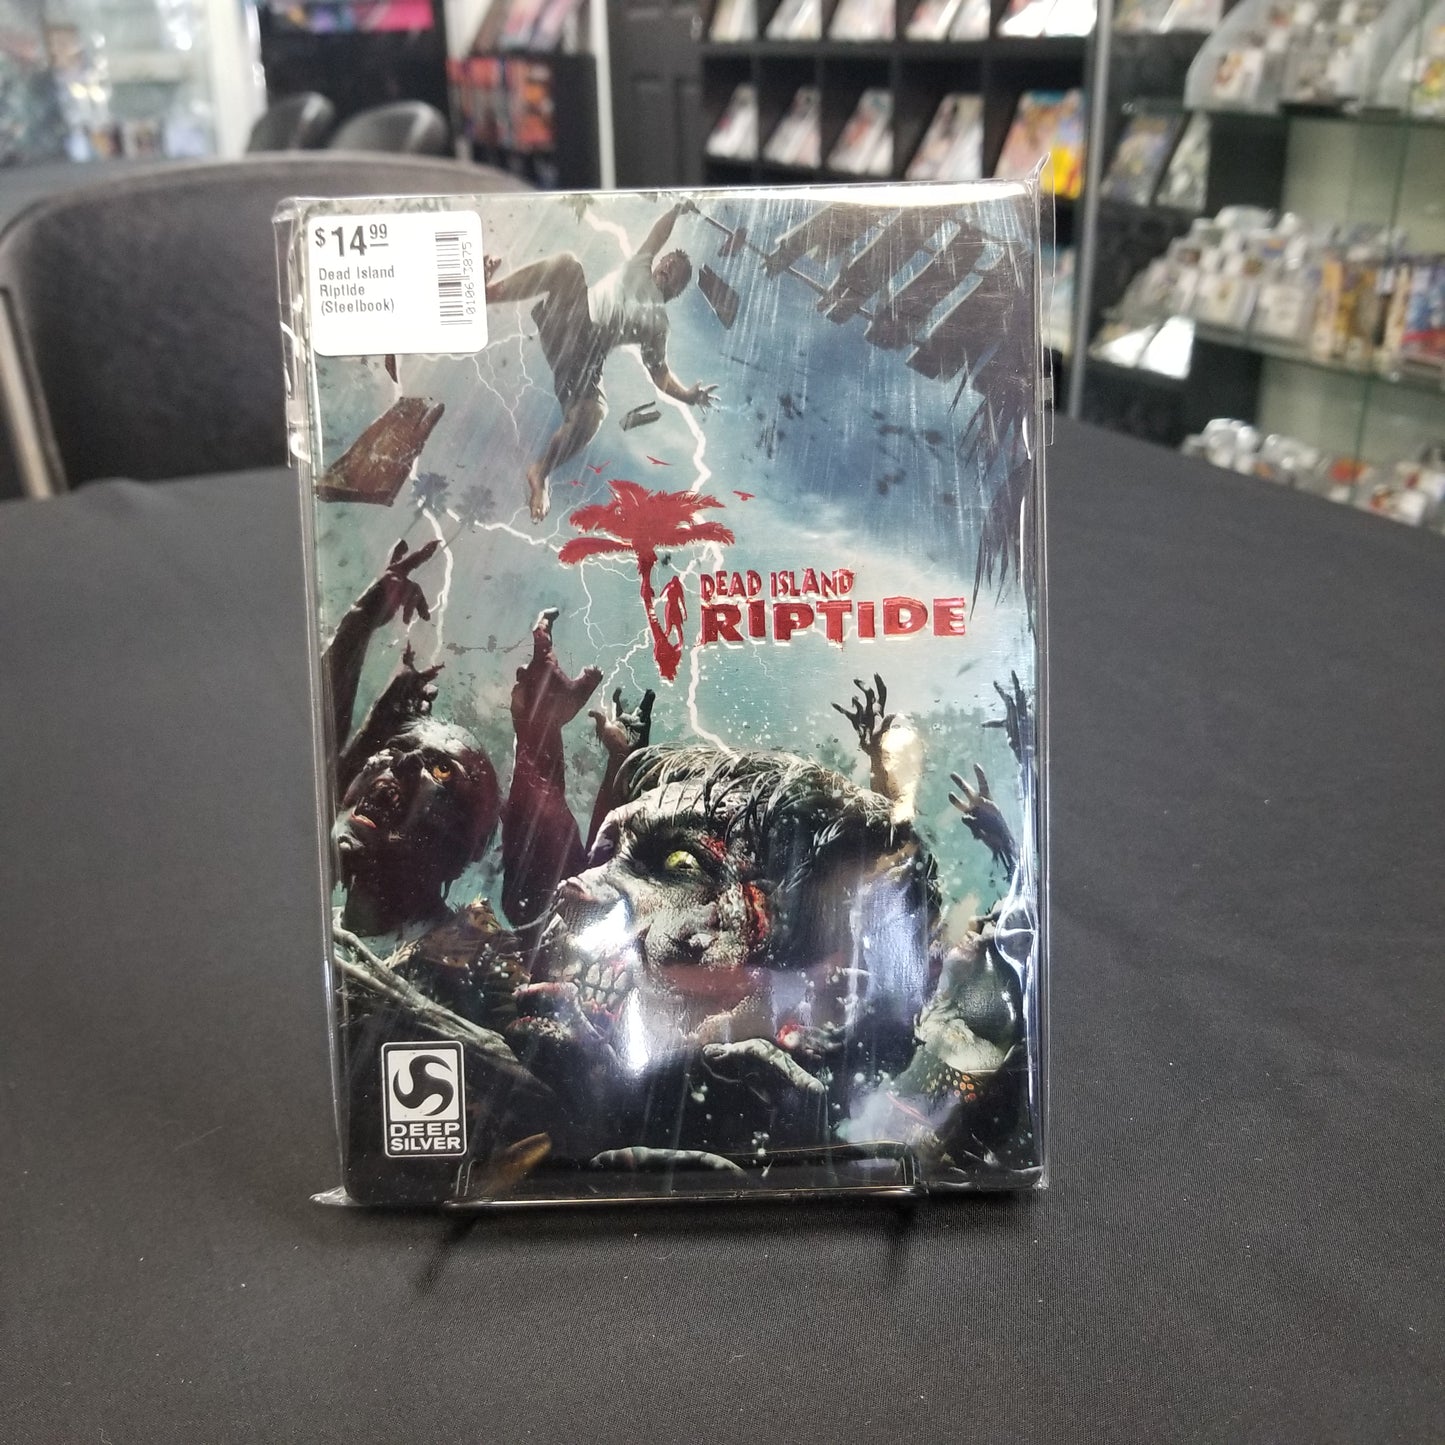 $14.99
Dead Island
Riptide
(Steelbook)
DEAD ISLAND
RIPTIDE
DEEP
SILVER